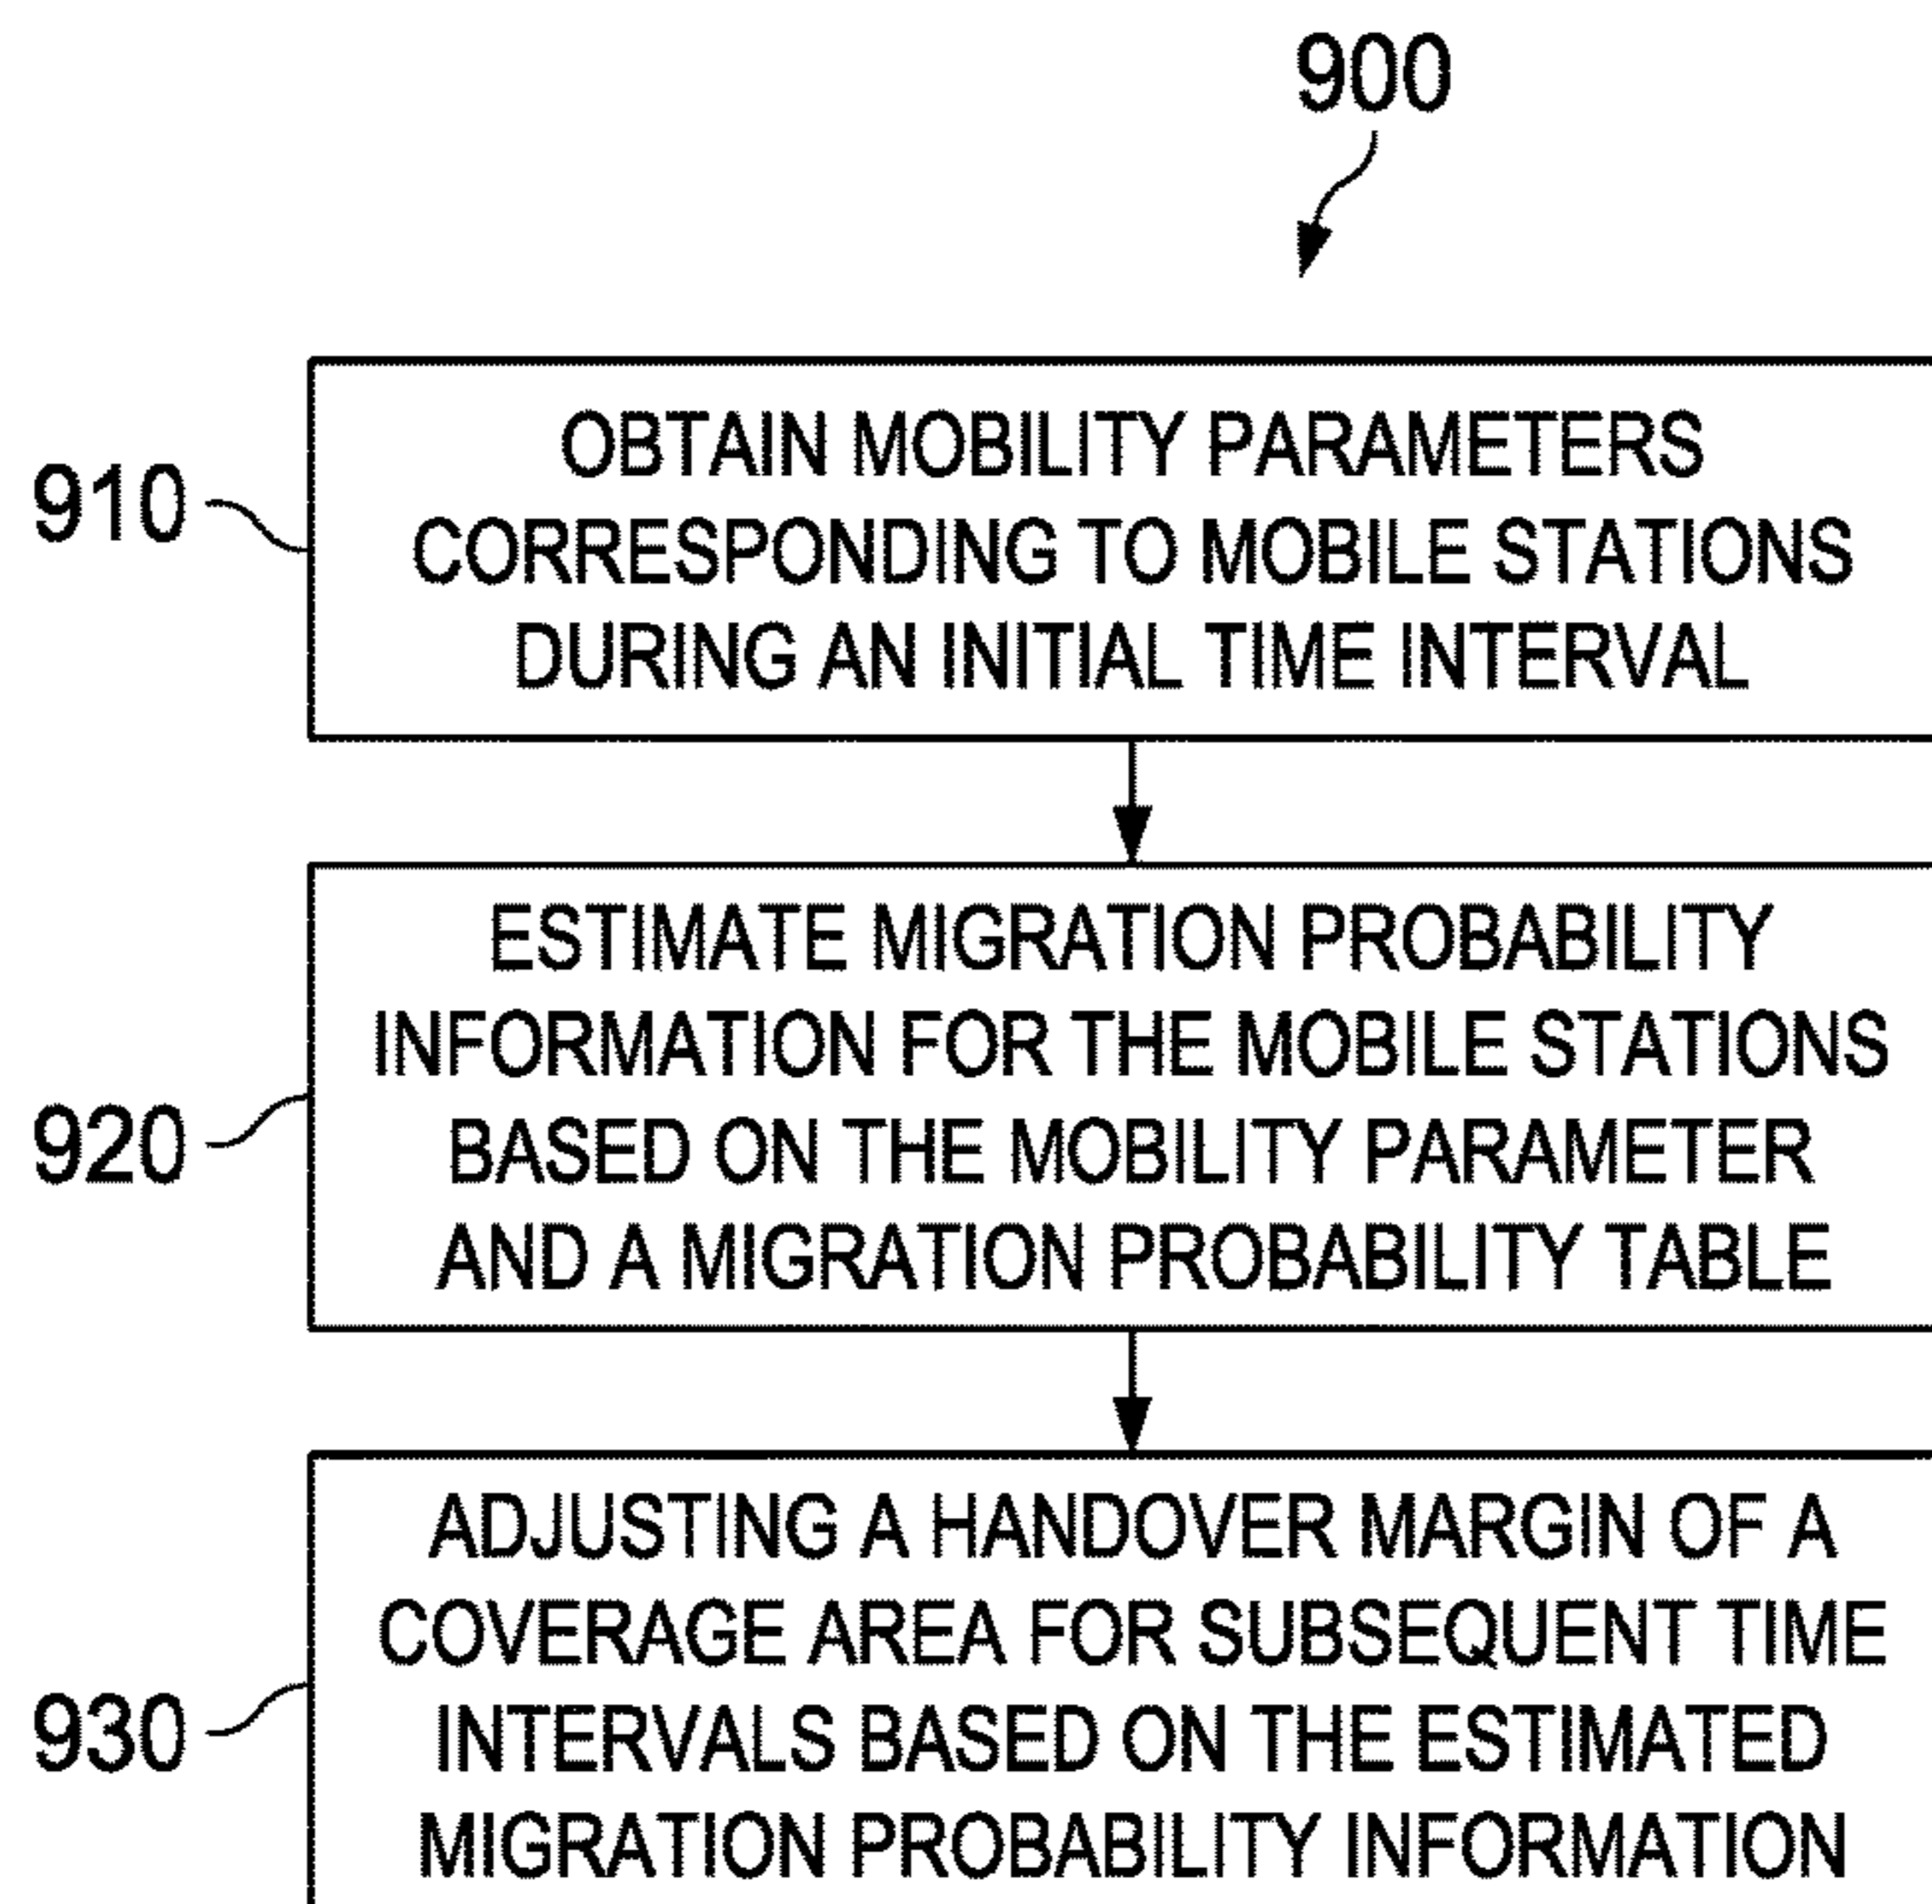 900
910
OBTAIN MOBILITY PARAMETERS
CORRESPONDING TO MOBILE STATIONS
DURING AN INITIAL TIME INTERVAL
920
ESTIMATE MIGRATION PROBABILITY
INFORMATION FOR THE MOBILE STATIONS
BASED ON THE MOBILITY PARAMETER
AND A MIGRATION PROBABILITY TABLE
930
ADJUSTING A HANDOVER MARGIN OF A
COVERAGE AREA FOR SUBSEQUENT TIME
INTERVALS BASED ON THE ESTIMATED
MIGRATION PROBABILITY INFORMATION